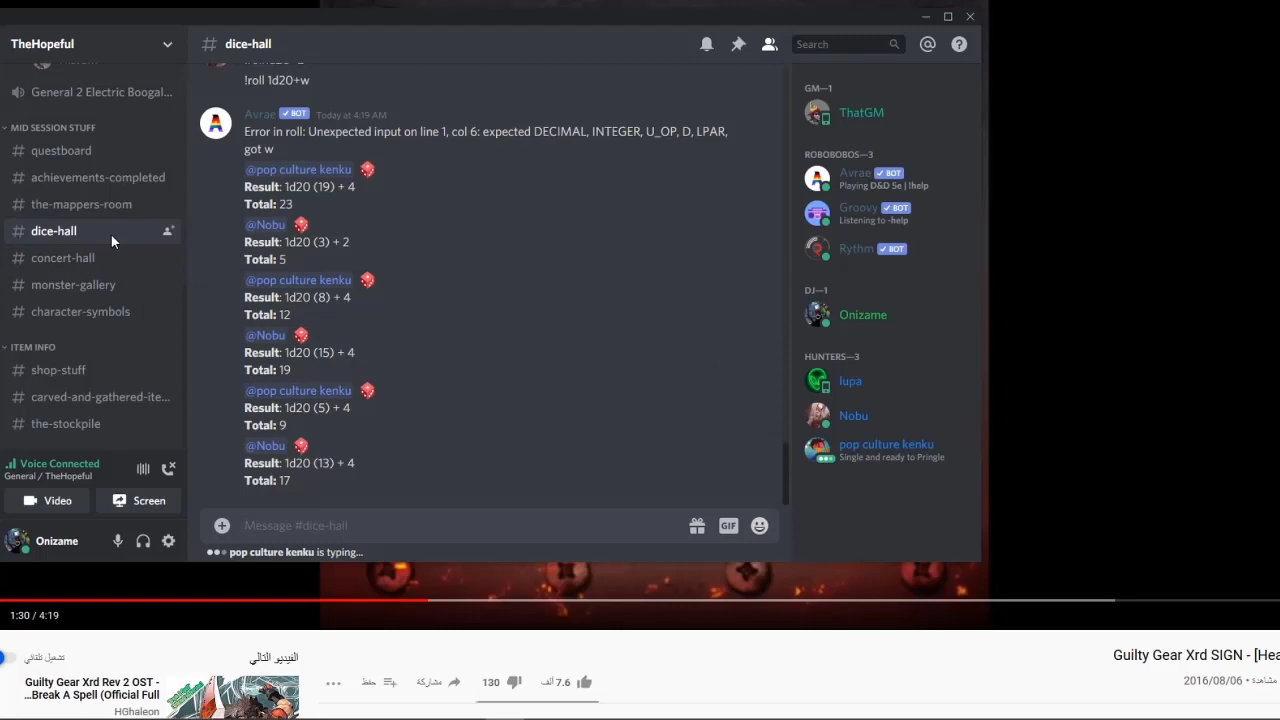 TheHopeful
General 2 Electric Boogal...
MID SESSION STUFF
questboard
achievements-completed
the-mappers-room
dice-hall
concert-hall
monster-gallery
character-symbols
ITEM INFO
shop-stuff
carved-and-gathered-ite...
the-stockpile
Voice Connected
General / TheHopeful
Video
Screen
Onizame
dice-hall
Search
!roll 1d20+w
Avrae BOT Today at 4:19 AM
Error in roll: Unexpected input on line 1, col 6: expected DECIMAL, INTEGER, U_OP, D, LPAR,
got w
@pop culture kenku
Result: 1d20 (19) + 4
Total: 23
@Nobu
Result: 1d20 (3) + 2
Total: 5
@pop culture kenku
Result: 1d20 (8) + 4
Total: 12
@Nobu
Result: 1d20 (15) + 4
Total: 19
@pop culture kenku
Result: 1d20 (5) + 4
Total: 9
@Nobu
Result: 1d20 (13) + 4
Total: 17
Message #dice-hall
GIF
pop culture kenku is typing...
GM—1
ThatGM
ROBOBOBOS—3
Avrae BOT
Playing D&D 5e | !help
Groovy BOT
Listening to -help
Rythm BOT
DJ—1
Onizame
HUNTERS—3
lupa
Nobu
pop culture kenku
Single and ready to Pringle
1:30 / 4:19
الفيديو التالي
تشغيل تلقائي
Guilty Gear Xrd Rev 2 OST -
...Break A Spell (Official Full
HGhaleon
حفظ
مشاركة
130
7.6 ألف
Guilty Gear Xrd SIGN - [Hea
مشاهدة • 2016/08/06